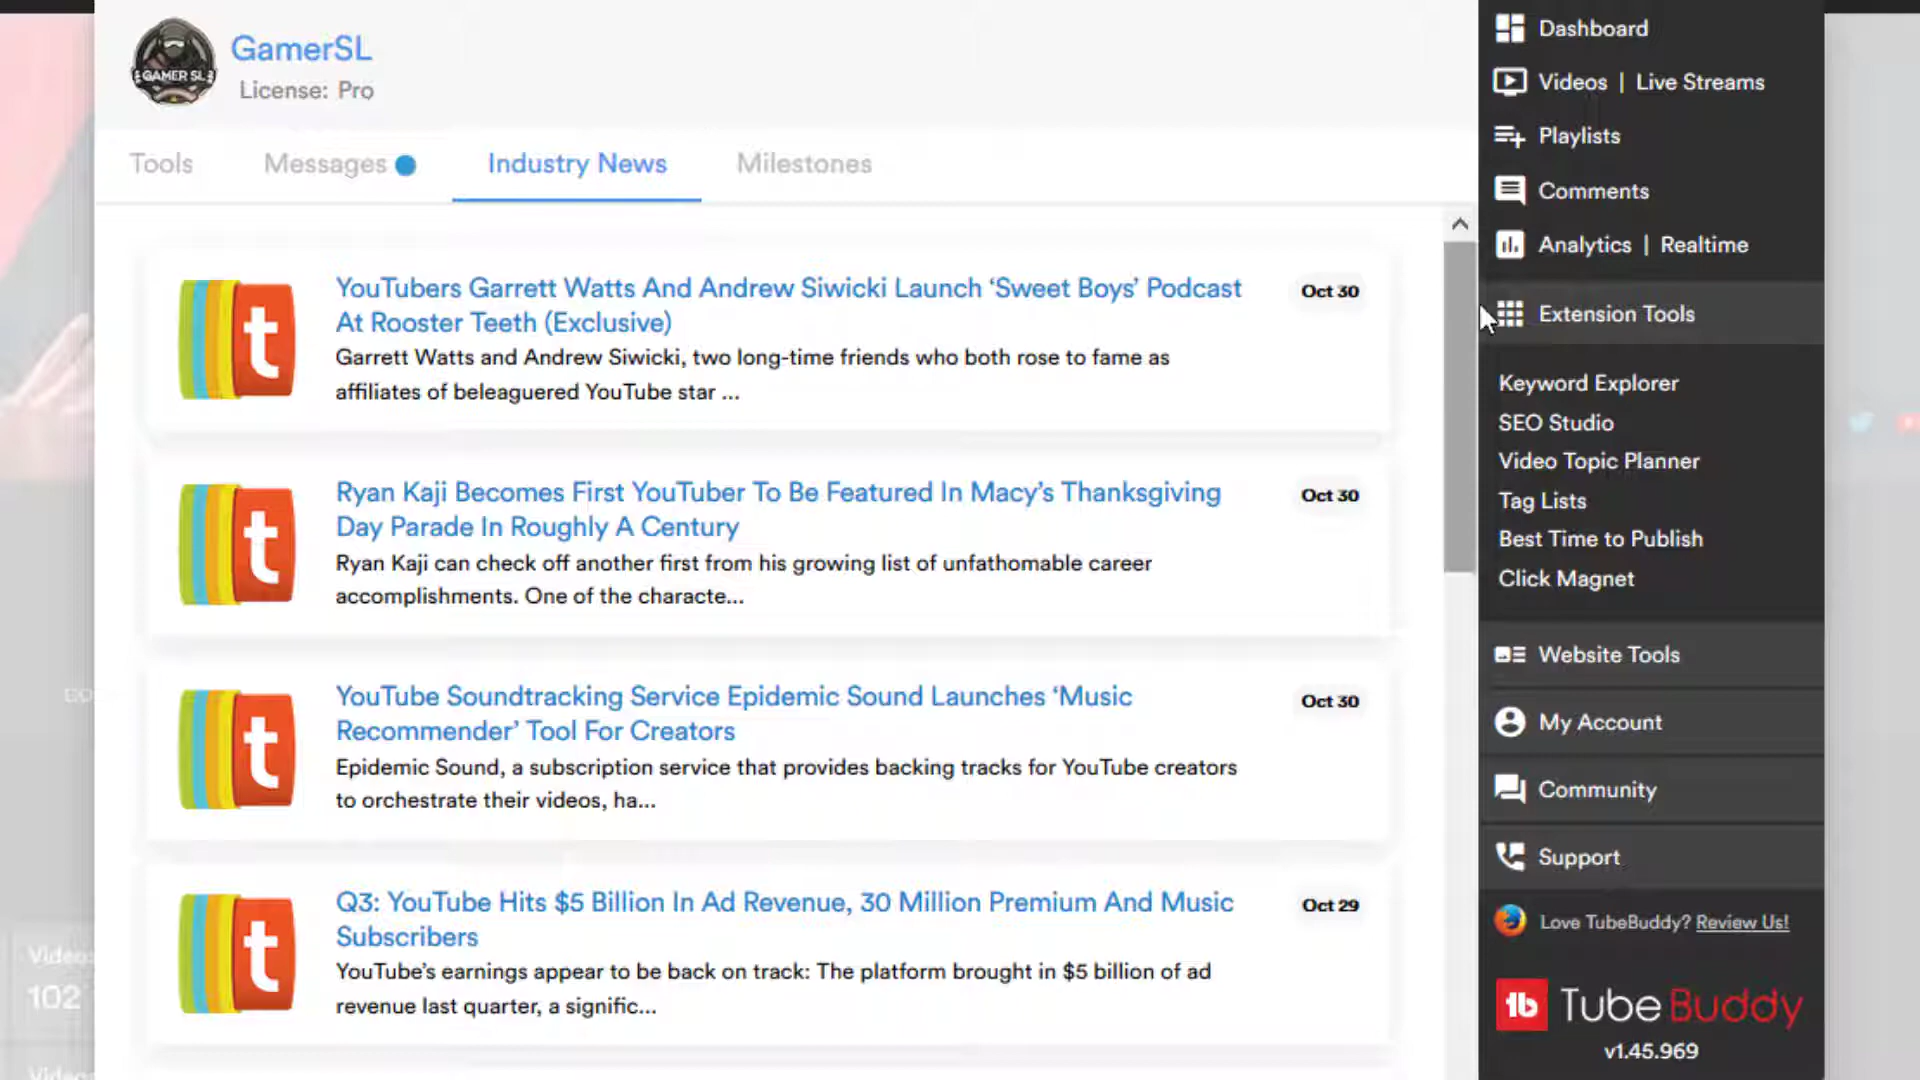 GamerSL
License: Pro
GAMER SL
Tools
Messages
Industry News
Milestones
YouTubers Garrett Watts And Andrew Siwicki Launch ‘Sweet Boys’ Podcast
At Rooster Teeth (Exclusive)
Oct 30
Garrett Watts and Andrew Siwicki, two long-time friends who both rose to fame as
affiliates of beleaguered YouTube star ...
Ryan Kaji Becomes First YouTuber To Be Featured In Macy’s Thanksgiving
Day Parade In Roughly A Century
Oct 30
Ryan Kaji can check off another first from his growing list of unfathomable career
accomplishments. One of the characte...
YouTube Soundtracking Service Epidemic Sound Launches ‘Music
Recommender’ Tool For Creators
Oct 30
Epidemic Sound, a subscription service that provides backing tracks for YouTube creators
to orchestrate their videos, ha...
Q3: YouTube Hits $5 Billion In Ad Revenue, 30 Million Premium And Music
Subscribers
Oct 29
YouTube’s earnings appear to be back on track: The platform brought in $5 billion of ad
revenue last quarter, a signific...
Dashboard
Videos | Live Streams
Playlists
Comments
Analytics | Realtime
Extension Tools
Keyword Explorer
SEO Studio
Video Topic Planner
Tag Lists
Best Time to Publish
Click Magnet
Website Tools
My Account
Community
Support
Love TubeBuddy? Review Us!
tb TubeBuddy
v1.45.969
102